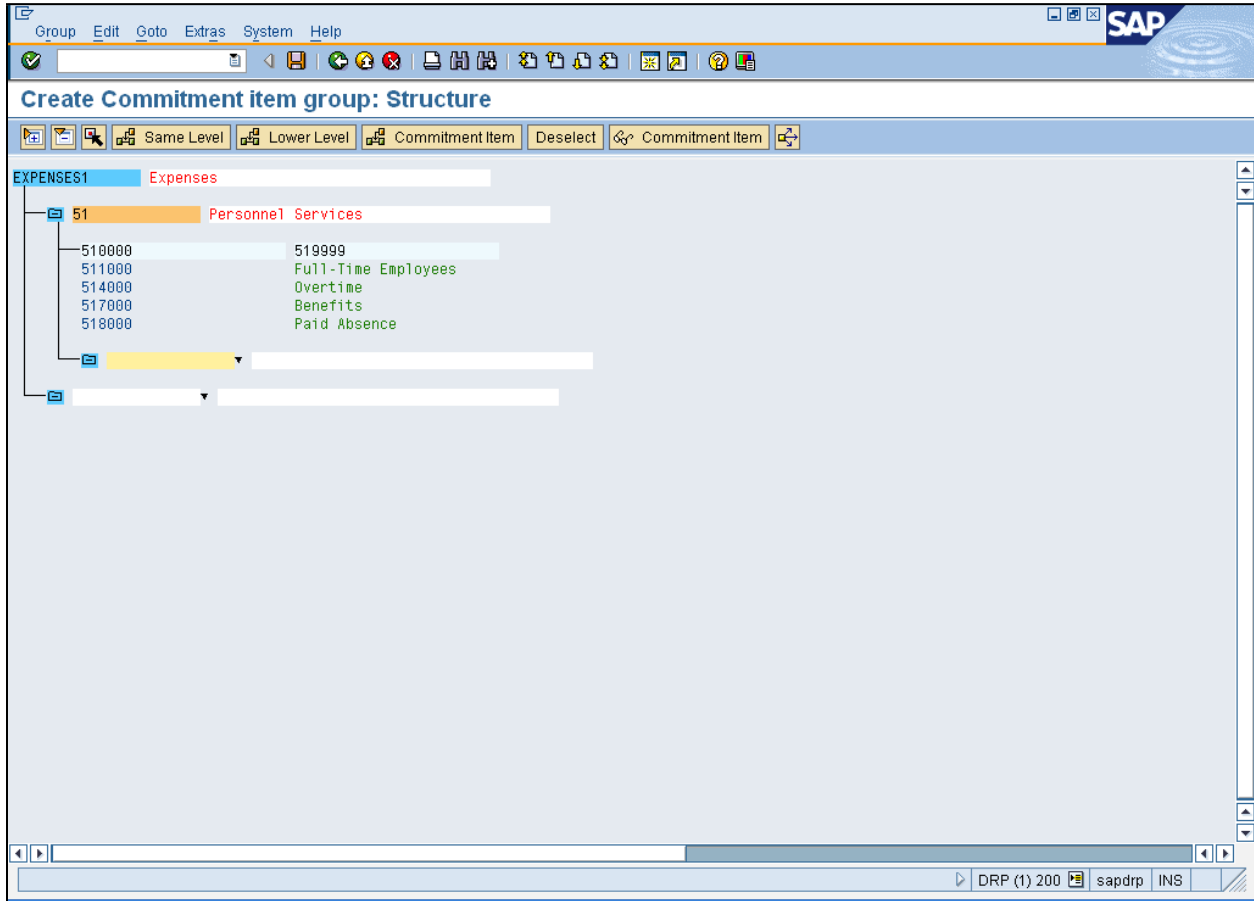 Group Edit Goto Extras System Help
SAP
Create Commitment item group: Structure
Same Level Lower Level Commitment Item Deselect Commitment Item
EXPENSES1 Expenses
51 Personnel Services
510000 519999
511000 Full-Time Employees
514000 Overtime
517000 Benefits
518000 Paid Absence
DRP (1) 200 sapdrp INS